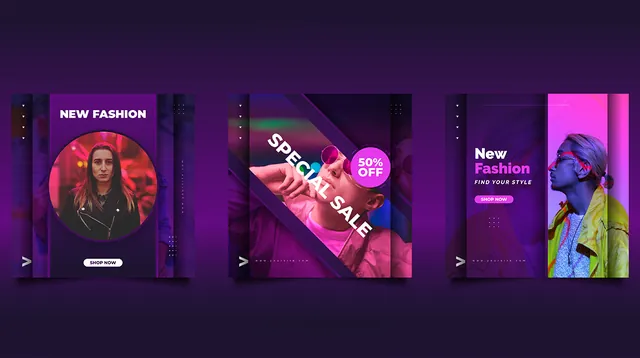 NEW FASHION
SHOP NOW
SPECIAL SALE
50%
OFF
New
Fashion
FIND YOUR STYLE
SHOP NOW